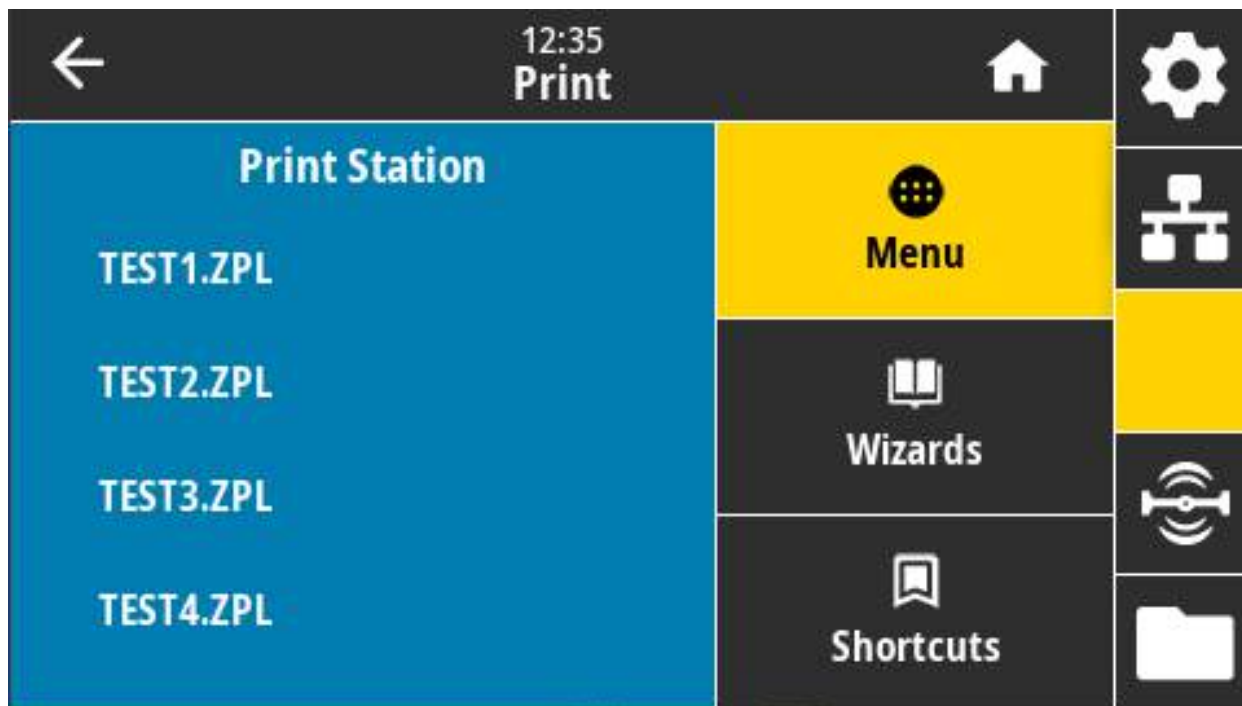 12:35
Print
Print Station
TEST1.ZPL
TEST2.ZPL
TEST3.ZPL
TEST4.ZPL
Menu
Wizards
Shortcuts